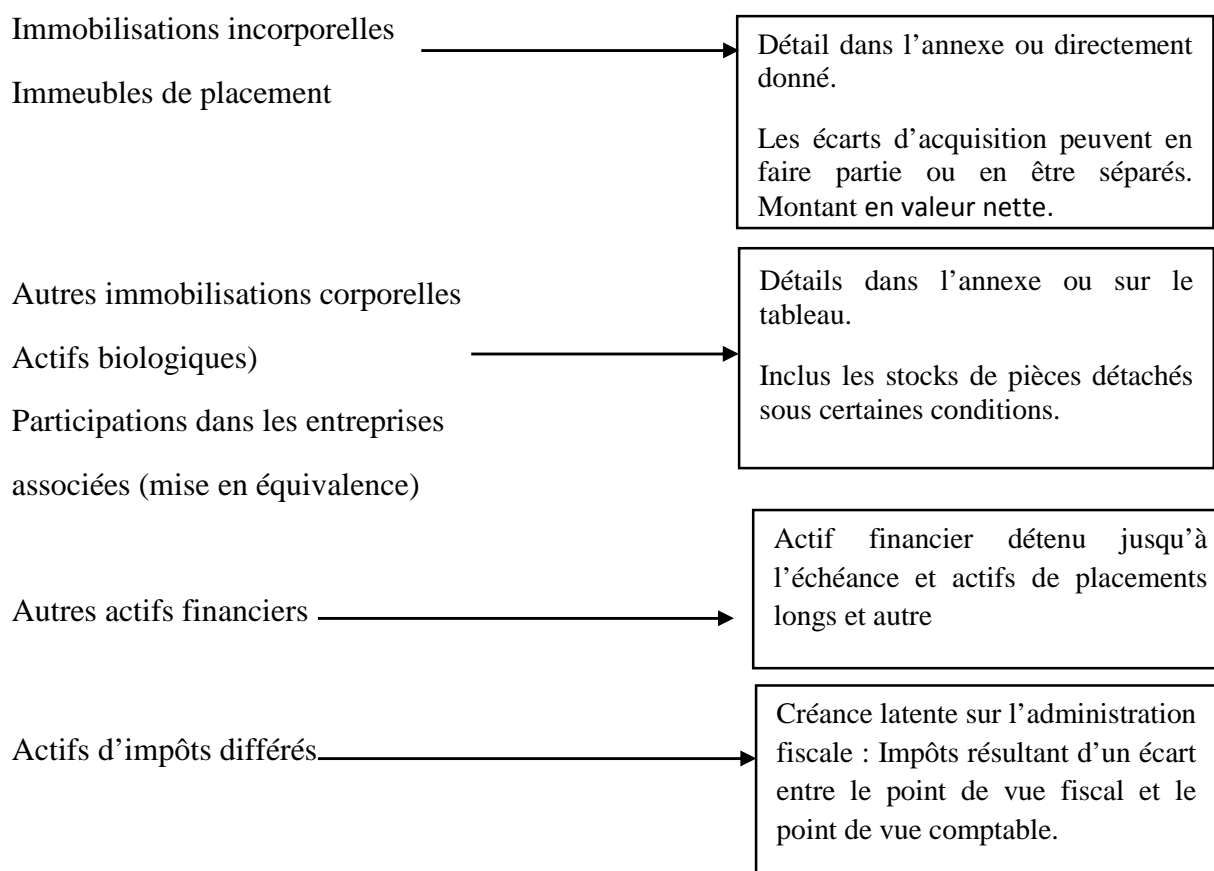 Immobilisations incorporelles
Immeubles de placement
Détail dans l’annexe ou directement
donné.
Les écarts d’acquisition peuvent en
faire partie ou en être séparés.
Montant en valeur nette.
Autres immobilisations corporelles
Actifs biologiques)
Participations dans les entreprises
associées (mise en équivalence)
Détails dans l’annexe ou sur le
tableau.
Inclus les stocks de pièces détachés
sous certaines conditions.
Autres actifs financiers
Actif financier détenu jusqu’à
l’échéance et actifs de placements
longs et autre
Actifs d’impôts différés
Créance latente sur l’administration
fiscale : Impôts résultant d’un écart
entre le point de vue fiscal et le
point de vue comptable.